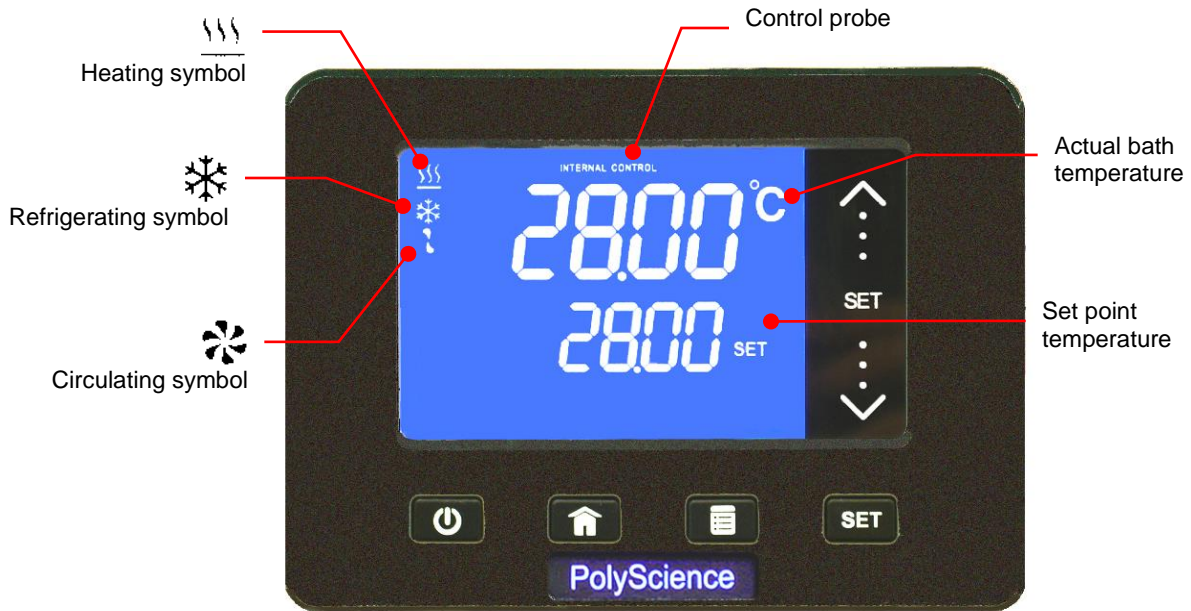 Control probe
Heating symbol
Actual bath
temperature
Refrigerating symbol
Set point
temperature
Circulating symbol
INTERNAL CONTROL
28.00 °C
28.00 SET
SET
SET
PolyScience